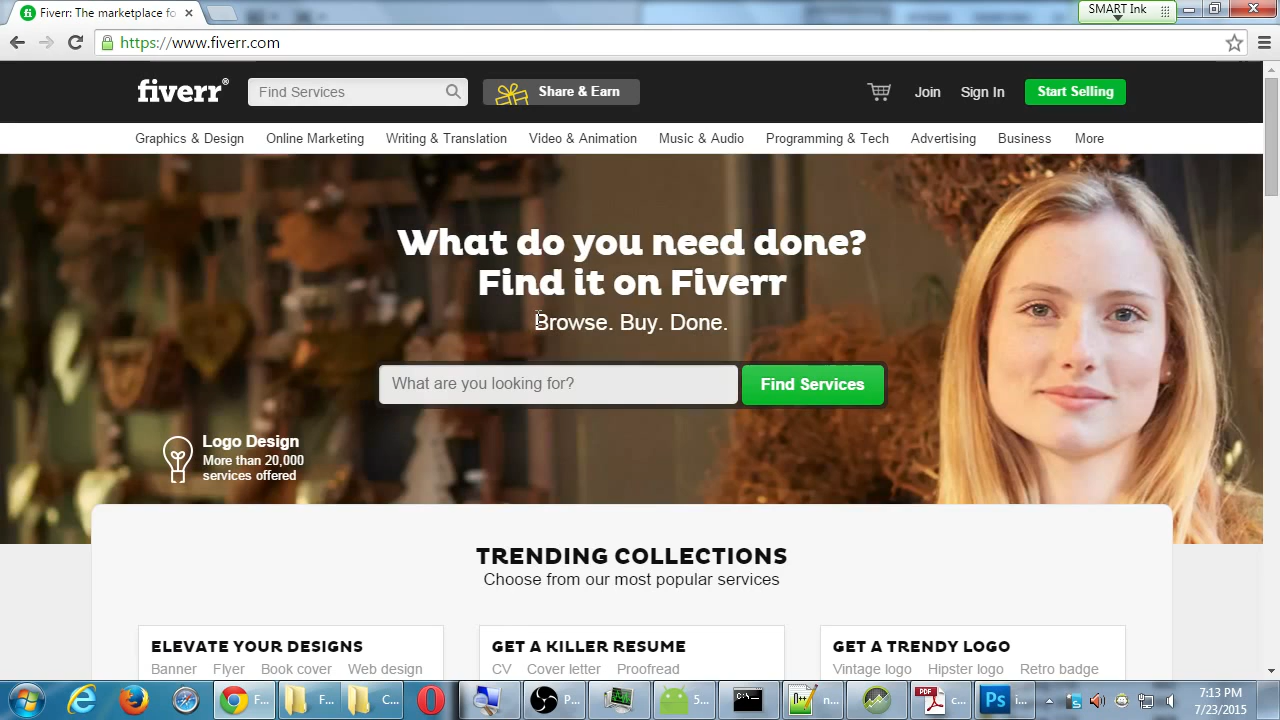 Fiverr: The marketplace fo
SMART Ink
https://www.fiverr.com
fiverr®
Find Services
Share & Earn
Join
Sign In
Start Selling
Graphics & Design
Online Marketing
Writing & Translation
Video & Animation
Music & Audio
Programming & Tech
Advertising
Business
More
What do you need done?
Find it on Fiverr
Browse. Buy. Done.
What are you looking for?
Find Services
Logo Design
More than 20,000
services offered
TRENDING COLLECTIONS
Choose from our most popular services
ELEVATE YOUR DESIGNS
Banner Flyer Book cover Web design
GET A KILLER RESUME
CV Cover letter Proofread
GET A TRENDY LOGO
Vintage logo Hipster logo Retro badge
F...
F...
C...
P...
5...
C:\.
n...
PDF
c...
Ps
i...
7:13 PM
7/23/2015